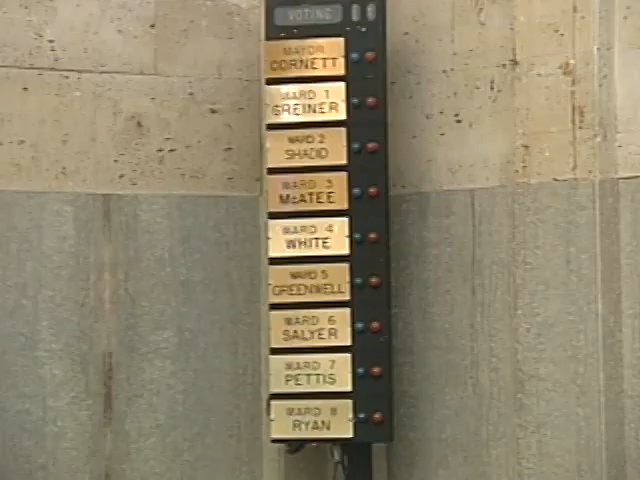 VOTING
MAYOR
CORNETT
WARD 1
GREINER
WARD 2
SHADID
WARD 3
McATEE
WARD 4
WHITE
WARD 5
GREENWELL
WARD 6
SALYER
WARD 7
PETTIS
WARD 8
RYAN